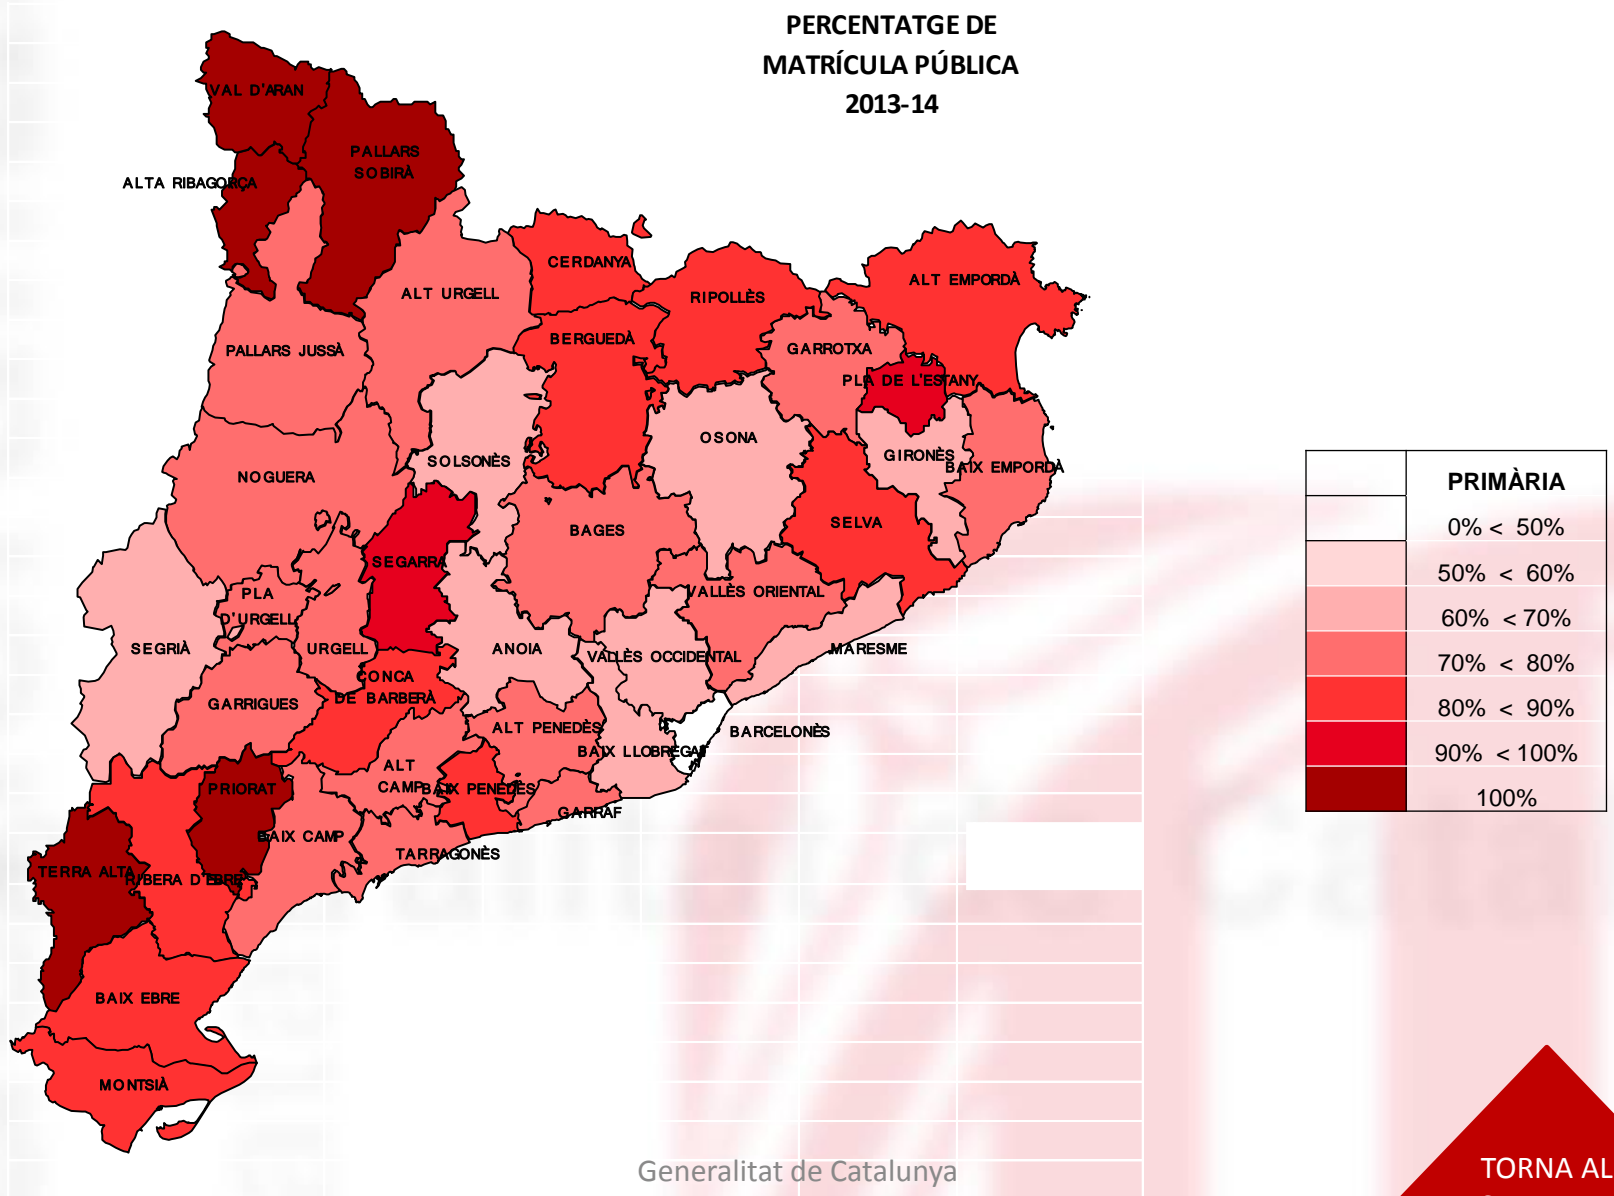 PERCENTATGE DE
MATRÍCULA PÚBLICA
2013-14
VAL D'ARAN
PALLARS
SOBIRÀ
ALTA RIBAGORÇA
CERDANYA
ALT URGELL
RIPOLLÈS
ALT EMPORDÀ
BERGUEDÀ
PALLARS JUSSÀ
GARROTXA
PLA DE L'ESTANY
OSONA
GIRONÈS
SOLSONÈS
BAIX EMPORDÀ
NOGUERA
SELVA
BAGES
SEGARRA
PLA
D'URGELL
VALLÈS ORIENTAL
SEGRIÀ
URGELL
ANOIA
VALLÈS OCCIDENTAL
MARESME
CONCA
DE BARBERÀ
GARRIGUES
ALT PENEDÈS
BARCELONÈS
BAIX LLOBREGAT
ALT
CAMP
BAIX PENEDÈS
PRIORAT
GARRAF
BAIX CAMP
TARRAGONÈS
TERRA ALTA
RIBERA D'EBRE
BAIX EBRE
MONTSIÀ
PRIMÀRIA
0% < 50%
50% < 60%
60% < 70%
70% < 80%
80% < 90%
90% < 100%
100%
Generalitat de Catalunya
TORNA AL